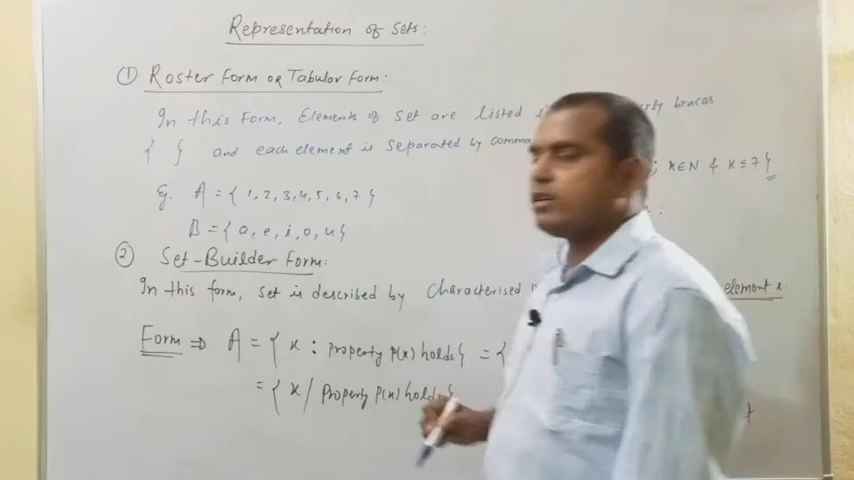 Representation of Sets:
① Roster Form OR Tabular Form:
In this Form, Elements of set are listed braces
{ } and each element is separated by comma
; x∈N & x≤7}
Eg. A = { 1, 2, 3, 4, 5, 6, 7 }
B = { a, e, i, o, u }
② Set-Builder Form:
In this form, set is described by characterised element x.
Form ⇒ A = { x : Property P(x) holds } = {
= { x / Property P(x) holds }